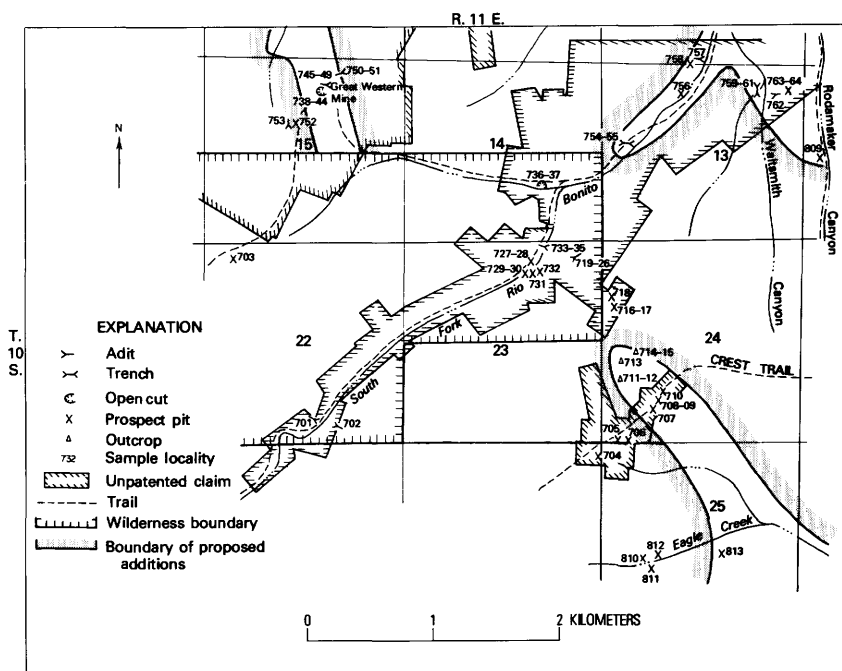 R. 11 E.
757
758
750–51
745–49
Great Western
Mine
738–44
753
752
756
759–61
763–64
762
754–55
15
14
13
809
Rodamaker
Canyon
N
736–37
Bonito
Canyon
703
733–35
727–28
719–26
729–30
732
731
Rio
718
716–17
T.
10
S.
22
Fork
23
24
714–15
713
CREST TRAIL
711–12
710
708–09
707
South
701
702
705
706
704
25
Eagle Creek
812
810
811
813
EXPLANATION
Adit
Trench
Open cut
Prospect pit
Outcrop
732 Sample locality
Unpatented claim
Trail
Wilderness boundary
Boundary of proposed
additions
0 1 2 KILOMETERS